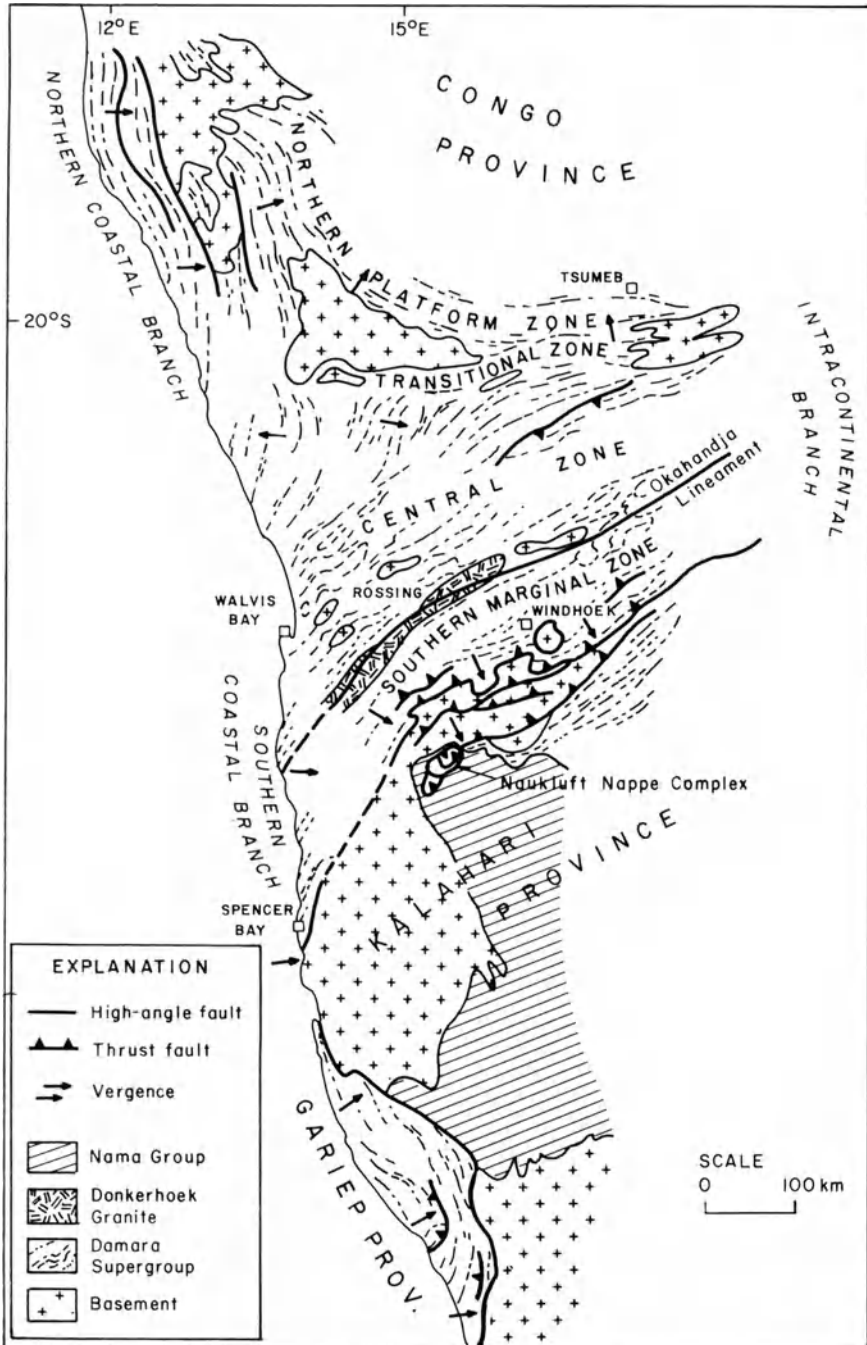 12°E
15°E
20°S
CONGO
PROVINCE
NORTHERN COASTAL BRANCH
NORTHERN PLATFORM ZONE
TSUMEB
TRANSITIONAL ZONE
INTRACONTINENTAL
BRANCH
CENTRAL ZONE
Okahandja
Lineament
ROSSING
WALVIS
BAY
SOUTHERN MARGINAL ZONE
WINDHOEK
SOUTHERN
COASTAL BRANCH
Naukluft Nappe Complex
KALAHARI
PROVINCE
SPENCER
BAY
GARIEP PROV.
EXPLANATION
High-angle fault
Thrust fault
Vergence
Nama Group
Donkerhoek
Granite
Damara
Supergroup
Basement
SCALE
0 100 km